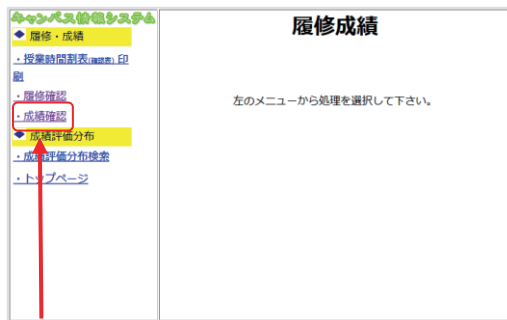 キャンパス情報システム
◆ 履修・成績
・授業時間割表(確認表) 印
刷
・履修確認
・成績確認
◆ 成績評価分布
・成績評価分布検索
・トップページ
履修成績
左のメニューから処理を選択して下さい。